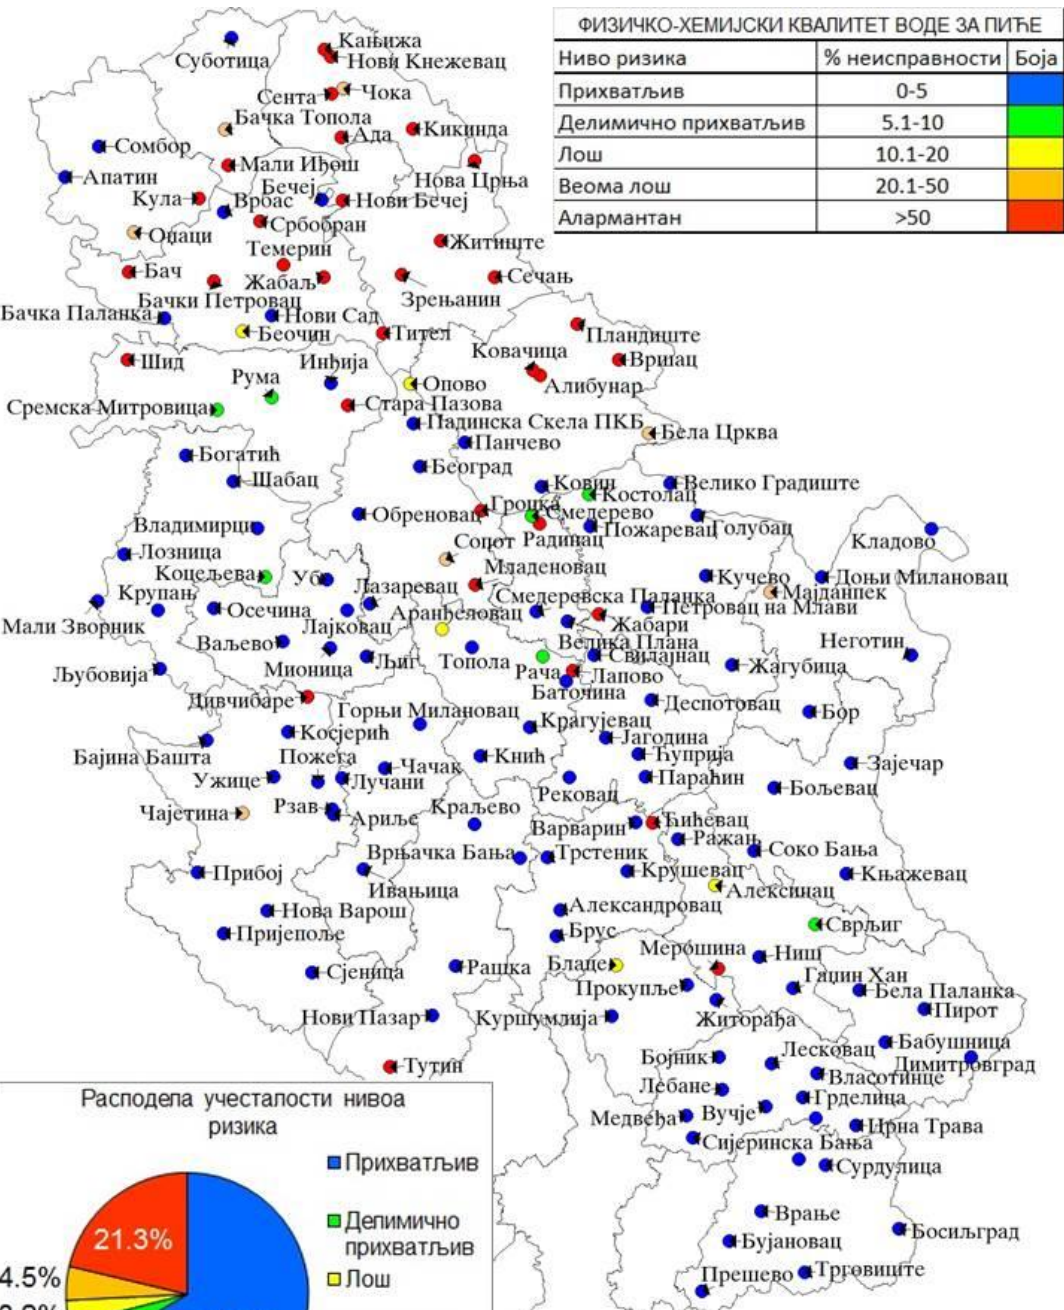 ФИЗИЧКО-ХЕМИЈСКИ КВАЛИТЕТ ВОДЕ ЗА ПИЋЕ
Ниво ризика % неисправности Боја
Прихватљив 0-5
Делимично прихватљив 5.1-10
Лош 10.1-20
Веома лош 20.1-50
Алармантан >50
Суботица
Кањижа
Нови Кнежевац
Сента
Чока
Бачка Топола
Ада
Кикинда
Сомбор
Мали Иђош
Апатин
Нова Црња
Кула
Бечеј
Врбас
Нови Бечеј
Србобран
Оџаци
Житиште
Темерин
Бач
Жабаљ
Сечањ
Зрењанин
Бачки Петровац
Бачка Паланка
Нови Сад
Беочин
Тител
Пландиште
Ковачица
Вршац
Шид
Инђија
Алибунар
Рума
Опово
Сремска Митровица
Стара Пазова
Падинска Скела ПКБ
Бела Црква
Панчево
Богатић
Београд
Шабац
Ковин
Велико Градиште
Костолац
Обреновац
Гроцка
Смедерево
Голубац
Владимирци
Радинац
Пожаревац
Кладово
Лозница
Сопот
Коцељева
Младеновац
Уб
Лазаревац
Кучево
Доњи Милановац
Крупањ
Смедеревска Паланка
Мајданпек
Осечина
Аранђеловац
Петровац на Млави
Мали Зворник
Лајковац
Жабари
Ваљево
Велика Плана
Неготин
Мионица
Љиг
Топола
Свилајнац
Љубовија
Рача
Лапово
Жагубица
Дивчибаре
Баточина
Горњи Милановац
Деспотовац
Бор
Косјерић
Крагујевац
Бајина Башта
Јагодина
Пожега
Кнић
Ћуприја
Зајечар
Ужице
Чачак
Лучани
Рековац
Параћин
Бољевац
Чајетина
Рзав
Ариље
Краљево
Варварин
Ћићевац
Ражањ
Врњачка Бања
Трстеник
Соко Бања
Прибој
Ивањица
Крушевац
Књажевац
Алексинац
Нова Варош
Александровац
Сврљиг
Пријепоље
Брус
Мерошина
Ниш
Сјеница
Рашка
Блаце
Прокупље
Гаџин Хан
Бела Паланка
Нови Пазар
Куршумлија
Житорађа
Пирот
Бабушница
Тутин
Бојник
Лесковац
Димитровград
Лебане
Власотинце
Грделица
Медвеђа
Вучје
Црна Трава
Сијеринска Бања
Сурдулица
Врање
Босилград
Бујановац
Прешево
Трговиште
Расподела учесталости нивоа
ризика
Прихватљив
Делимично
прихватљив
Лош
21.3%
4.5%